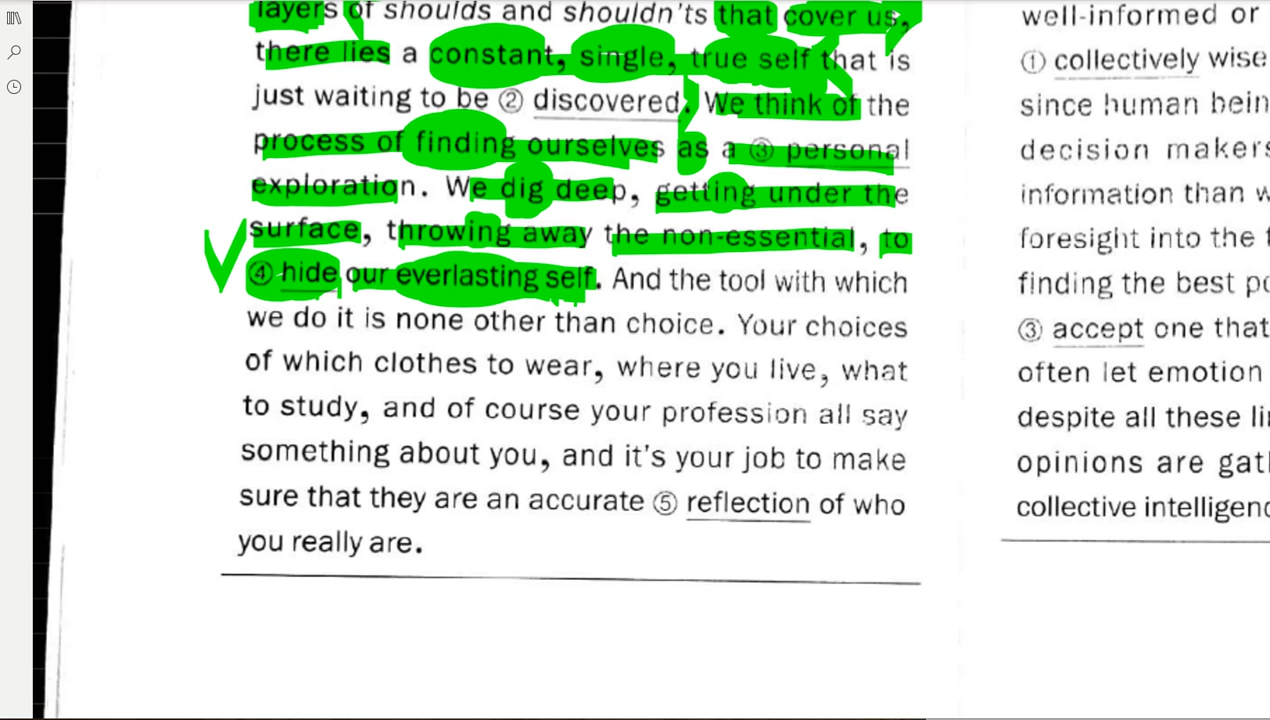 layers of shoulds and shouldn'ts that cover us,
there lies a constant, single, true self that is
just waiting to be ② discovered. We think of the
process of finding ourselves as a ③ personal
exploration. We dig deep, getting under the
surface, throwing away the non-essential, to
④ hide our everlasting self. And the tool with which
we do it is none other than choice. Your choices
of which clothes to wear, where you live, what
to study, and of course your profession all say
something about you, and it's your job to make
sure that they are an accurate ⑤ reflection of who
you really are.
well-informed or
① collectively wise
since human bein
decision makers
information than w
foresight into the
finding the best po
③ accept one that
often let emotion
despite all these li
opinions are gat
collective intelligenc